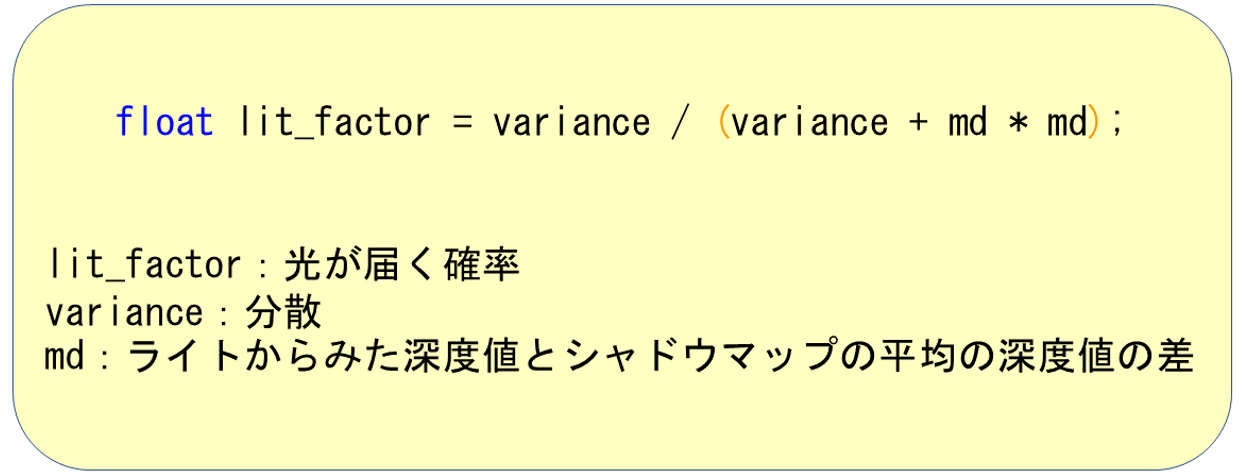 float lit_factor = variance / (variance + md * md);
lit_factor：光が届く確率
variance：分散
md：ライトからみた深度値とシャドウマップの平均の深度値の差